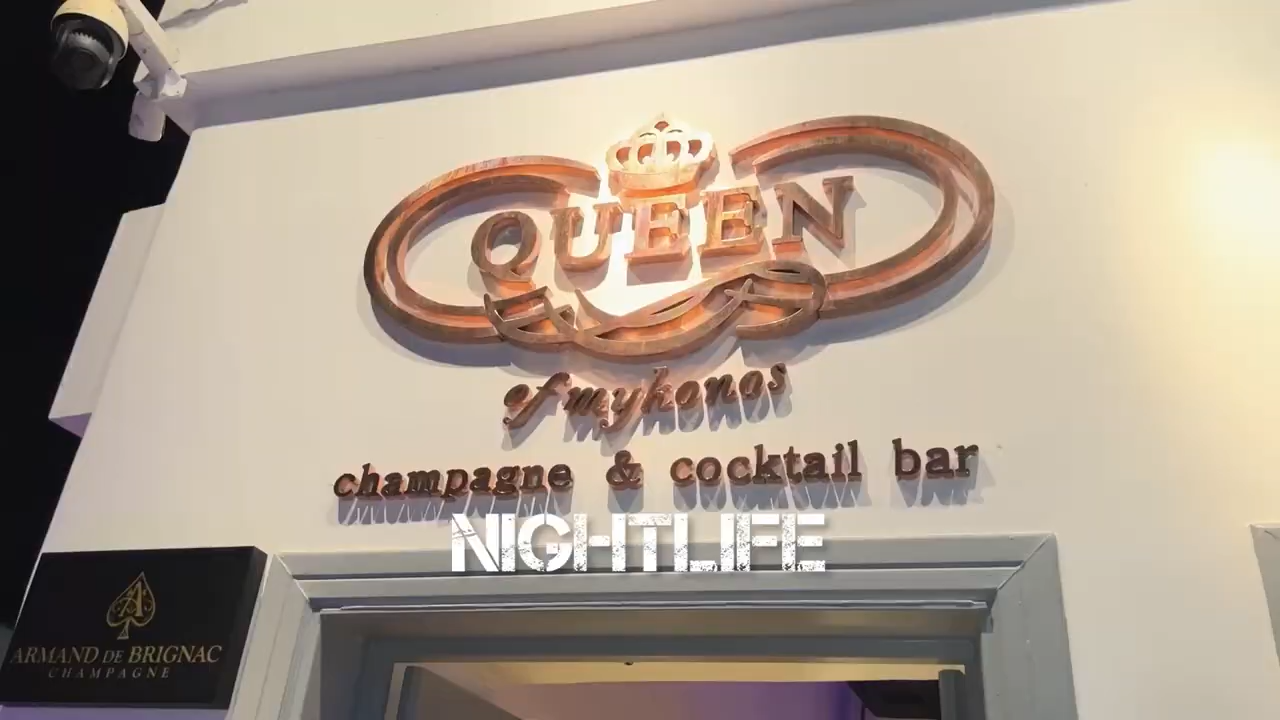 QUEEN
of mykonos
champagne & cocktail bar
NIGHTLIFE
A
ARMAND DE BRIGNAC
CHAMPAGNE